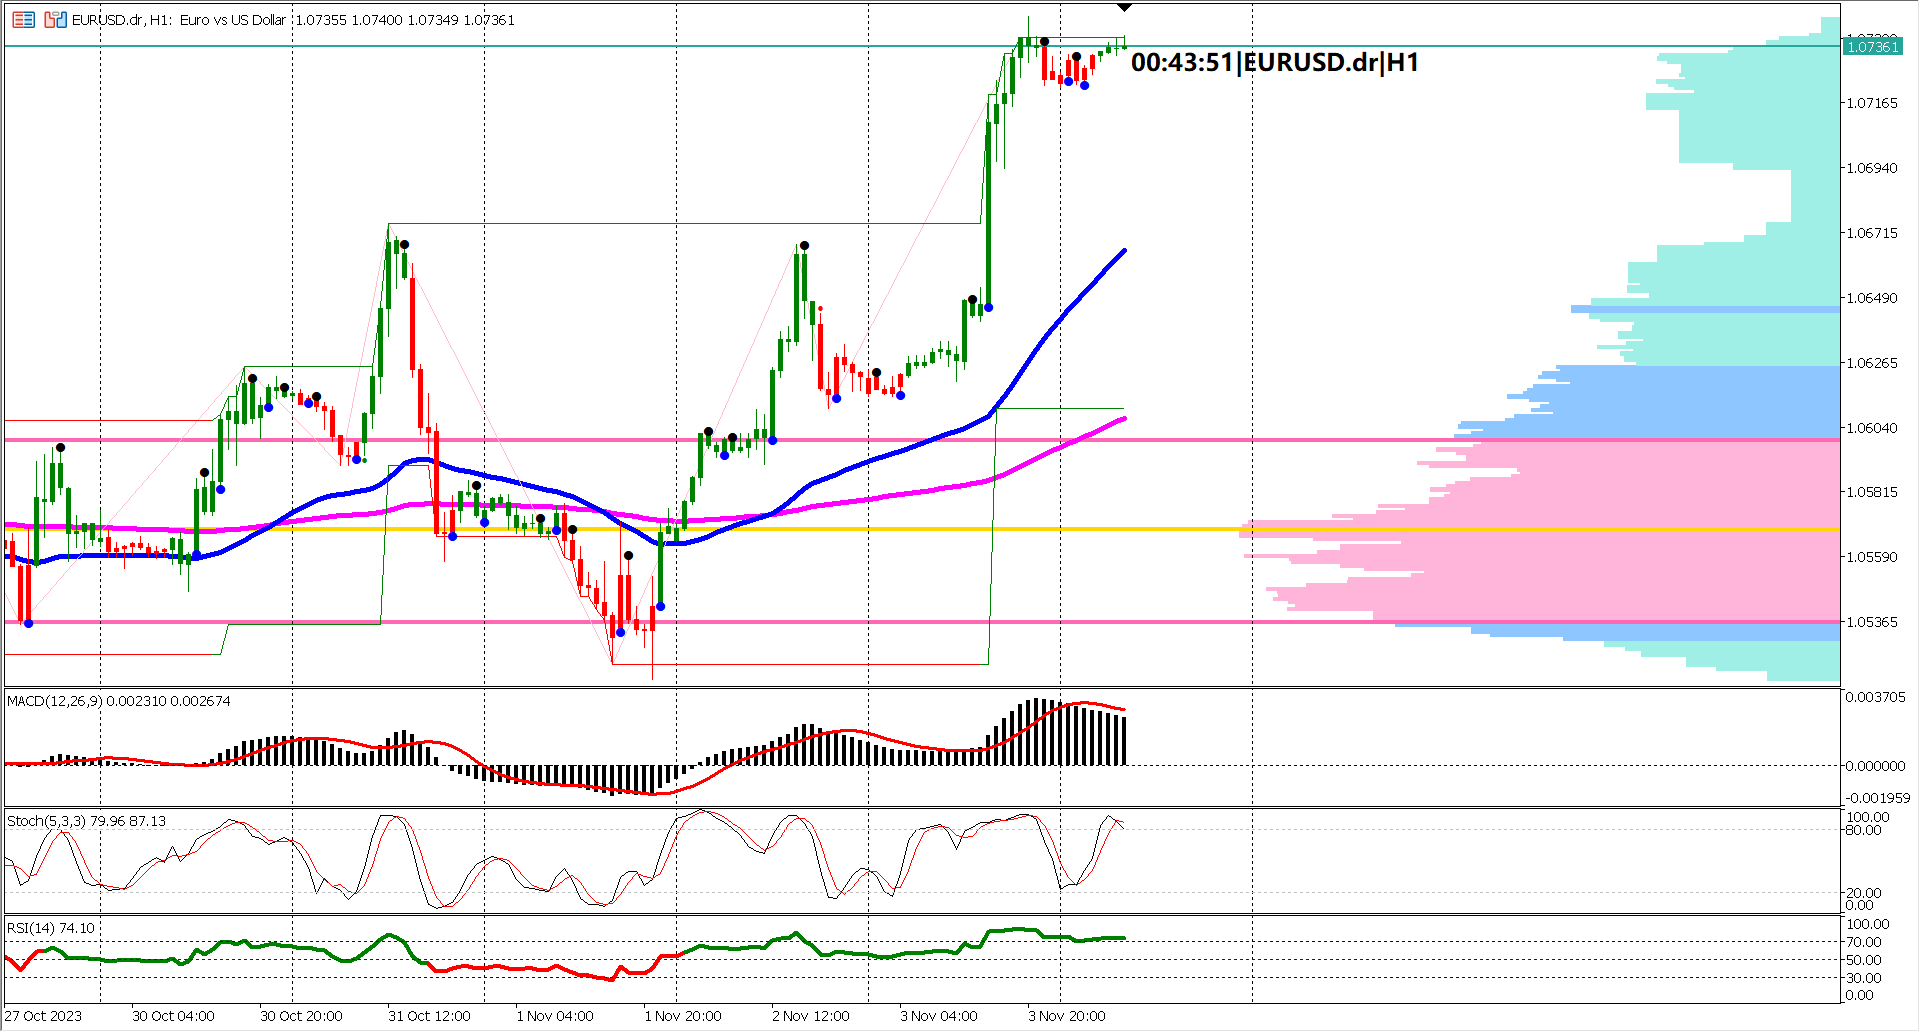 EURUSD.dr, H1: Euro vs US Dollar 1.07355 1.07400 1.07349 1.07361
00:43:51|EURUSD.dr|H1
1.07361
1.07165
1.06940
1.06715
1.06490
1.06265
1.06040
1.05815
1.05590
1.05365
MACD(12,26,9) 0.002310 0.002674
0.003705
0.000000
-0.001959
Stoch(5,3,3) 79.96 87.13
100.00
80.00
20.00
0.00
RSI(14) 74.10
100.00
70.00
50.00
30.00
0.00
27 Oct 2023
30 Oct 04:00
30 Oct 20:00
31 Oct 12:00
1 Nov 04:00
1 Nov 20:00
2 Nov 12:00
3 Nov 04:00
3 Nov 20:00